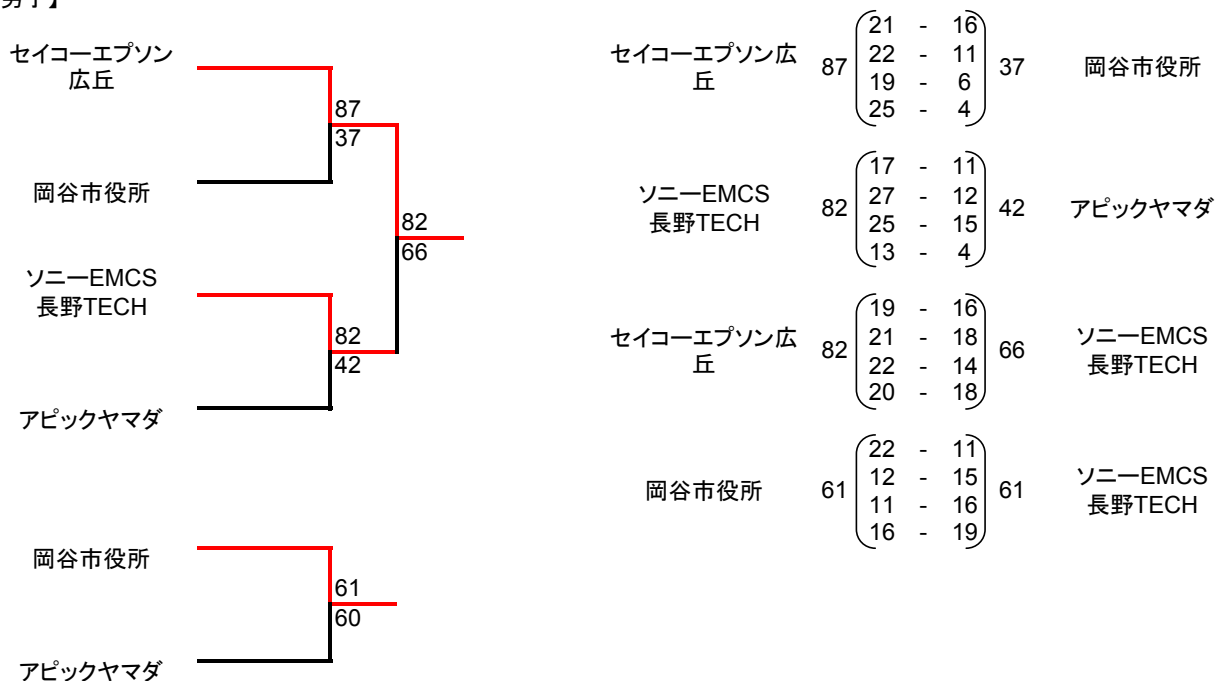 男子】
セイコーエプソン
広丘
87
37
岡谷市役所
82
66
ソニーEMCS
長野TECH
82
42
アピックヤマダ
岡谷市役所
61
60
アピックヤマダ
セイコーエプソン広
丘
87
21 - 16
22 - 11
19 - 6
25 - 4
37
岡谷市役所
ソニーEMCS
長野TECH
82
17 - 11
27 - 12
25 - 15
13 - 4
42
アピックヤマダ
セイコーエプソン広
丘
82
19 - 16
21 - 18
22 - 14
20 - 18
66
ソニーEMCS
長野TECH
岡谷市役所
61
22 - 11
12 - 15
11 - 16
16 - 19
61
ソニーEMCS
長野TECH